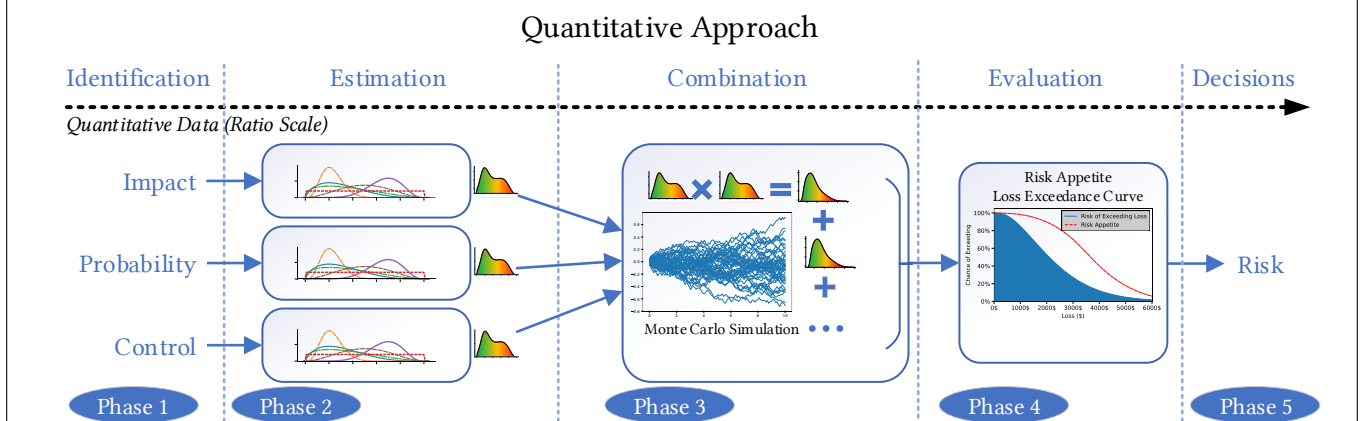 Quantitative Approach
Identification
Estimation
Combination
Evaluation
Decisions
Quantitative Data (Ratio Scale)
Impact
Probability
Control
Monte Carlo Simulation
Risk Appetite
Loss Exceedance Curve
Risk of Exceeding Loss
Risk Appetite
Chance of Exceeding
100%
80%
60%
40%
20%
0%
0$ 1000$ 2000$ 3000$ 4000$ 5000$ 6000$
Loss ($)
Risk
Phase 1
Phase 2
Phase 3
Phase 4
Phase 5